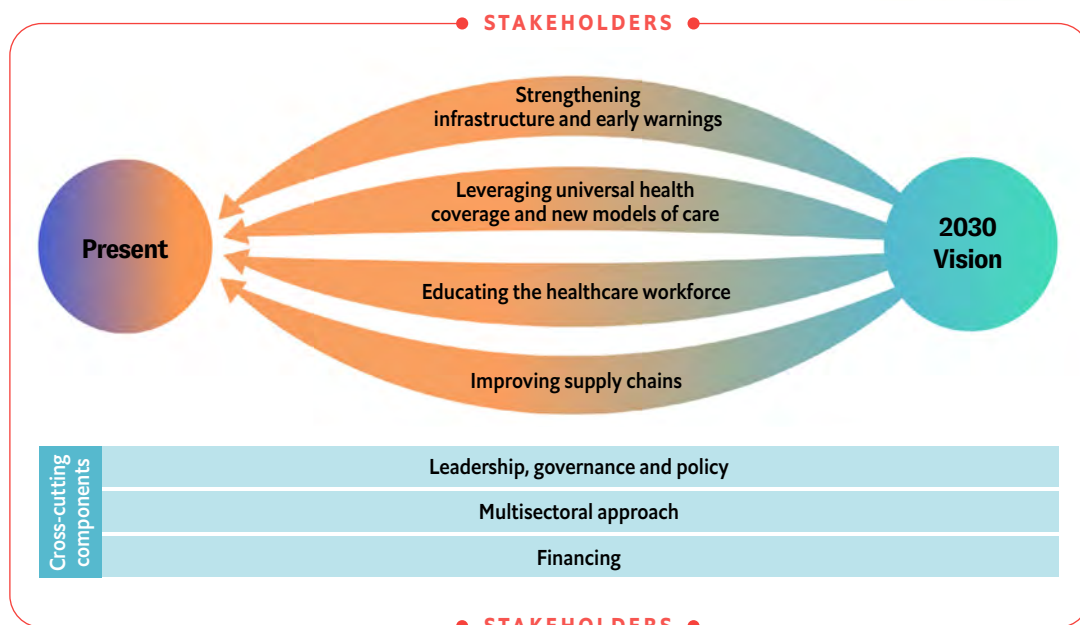 STAKEHOLDERS
Strengthening
infrastructure and early warnings
Leveraging universal health
coverage and new models of care
Present
2030
Vision
Educating the healthcare workforce
Improving supply chains
Cross-cutting
components
Leadership, governance and policy
Multisectoral approach
Financing
STAKEHOLDERS